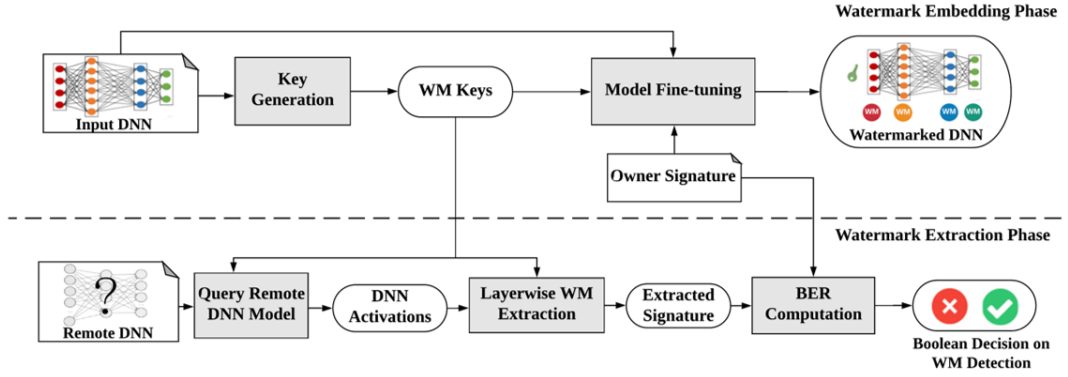 Watermark Embedding Phase
Input DNN
Key
Generation
WM Keys
Model Fine-tuning
WM WM WM WM
Watermarked DNN
Owner Signature
Watermark Extraction Phase
?
Remote DNN
Query Remote
DNN Model
DNN
Activations
Layerwise WM
Extraction
Extracted
Signature
BER
Computation
Boolean Decision on
WM Detection